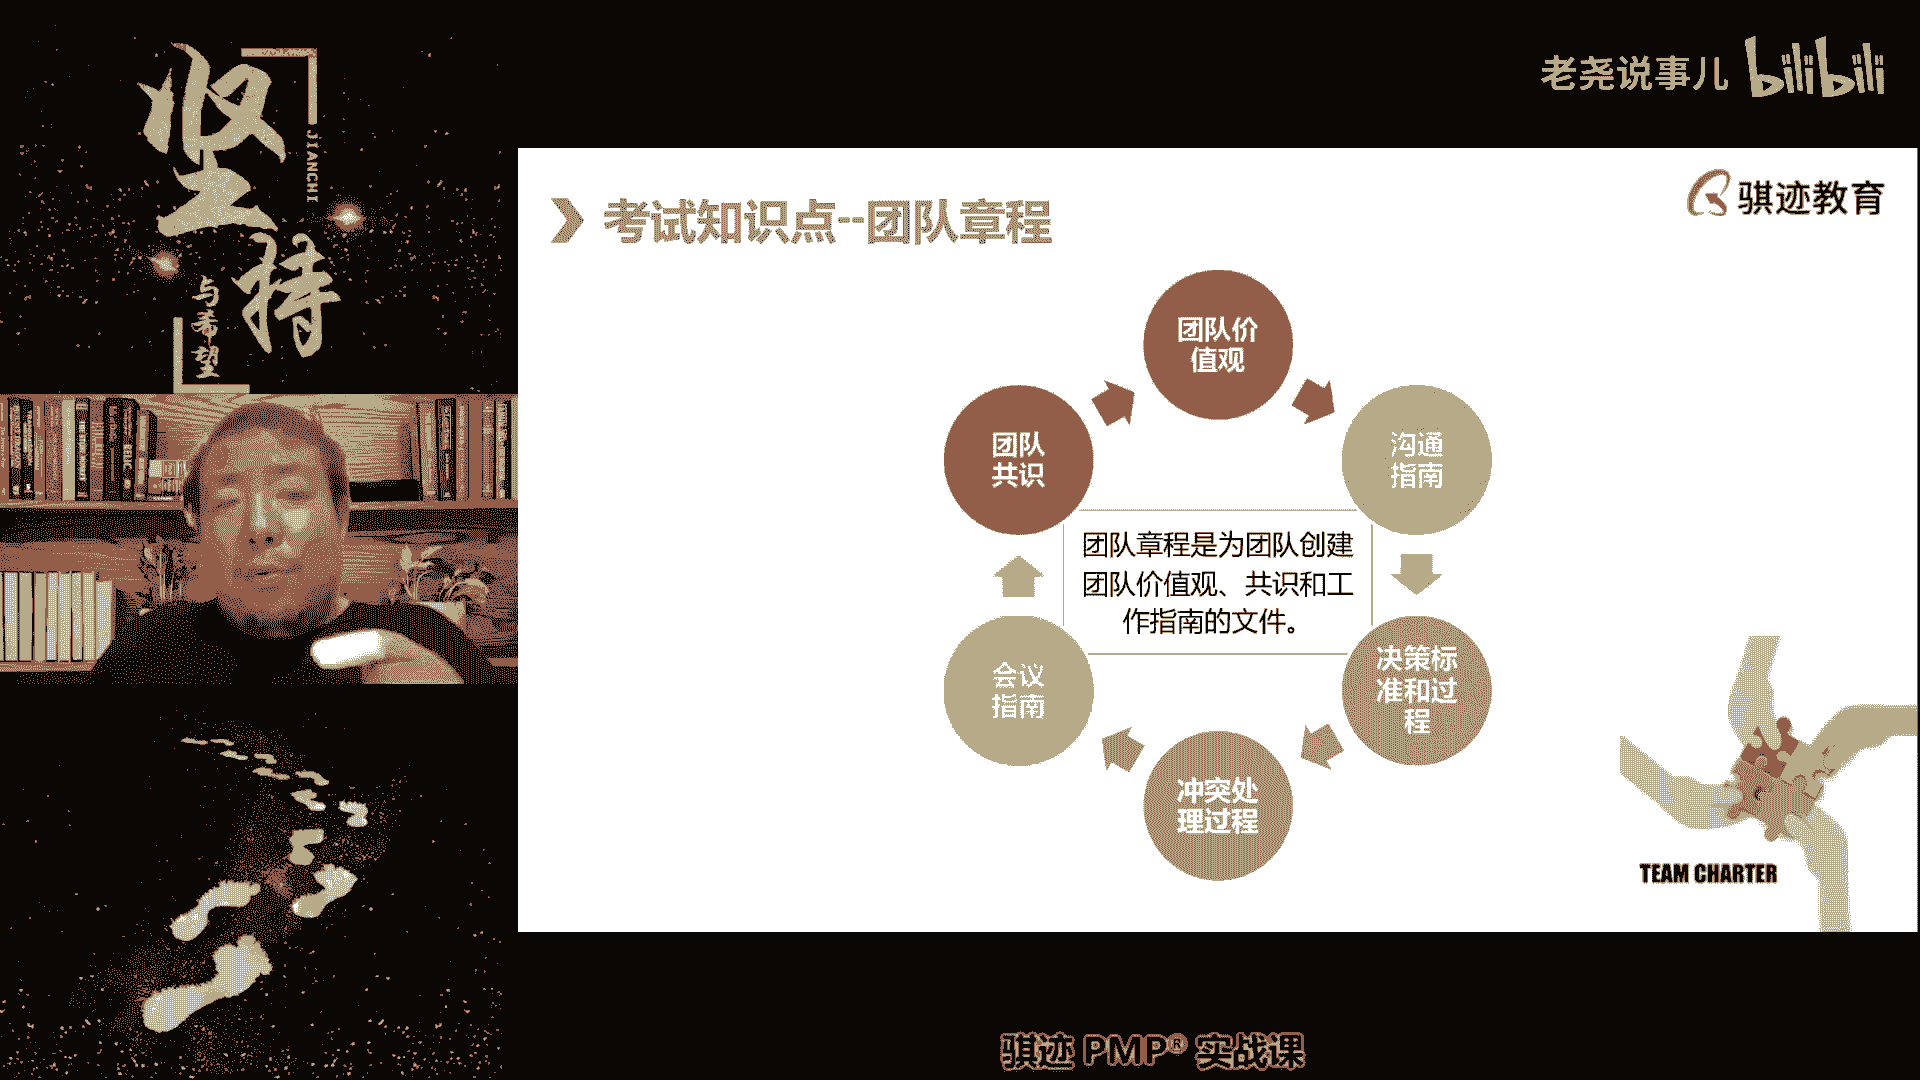 坚持
JIANCHI
与希望
老尧说事儿 bilibili
骐迹教育
考试知识点--团队章程
团队价
值观
沟通
指南
决策标
准和过
程
冲突处
理过程
会议
指南
团队
共识
团队章程是为团队创建
团队价值观、共识和工
作指南的文件。
TEAM CHARTER
骐迹 PMP® 实战课